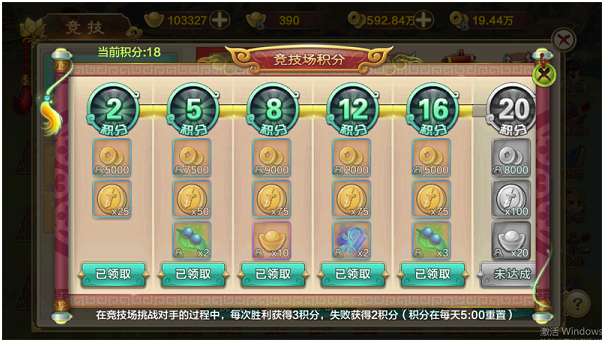 竞技 103327 390 592.84万 19.44万
当前积分:18
竞技场积分
2 5 8 12 16 20
积分 积分 积分 积分 积分 积分
5000 7500 9000 12000 15000 18000
x25 x50 x75 x75 x75 x100
x2 x10 x2 x3 x20
已领取 已领取 已领取 已领取 已领取 未达成
在竞技场挑战对手的过程中，每次胜利获得3积分，失败获得2积分（积分在每天5:00重置）
激活 Windows